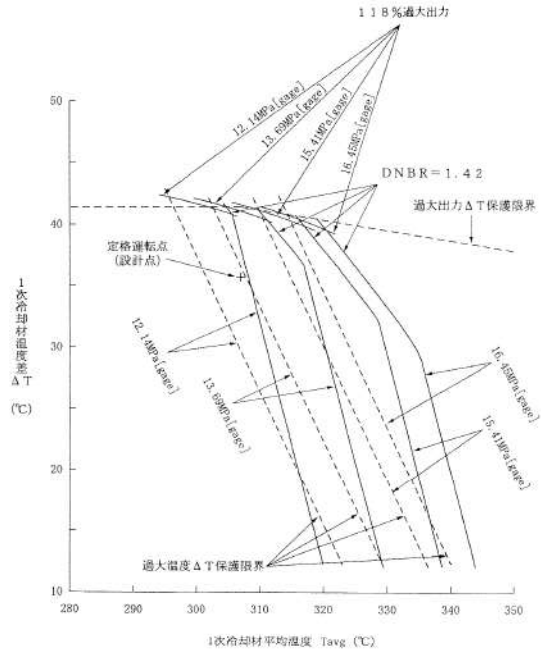 118%過大出力
50
12.14MPa[gage]
13.69MPa[gage]
15.41MPa[gage]
16.45MPa[gage]
DNBR=1.42
過大出力ΔT保護限界
40
定格運転点
(設計点)
1次冷却材温度差ΔT
(℃)
30
12.14MPa[gage]
13.69MPa[gage]
16.45MPa[gage]
15.41MPa[gage]
20
過大温度ΔT保護限界
10
280 290 300 310 320 330 340 350
1次冷却材平均温度 Tavg (℃)